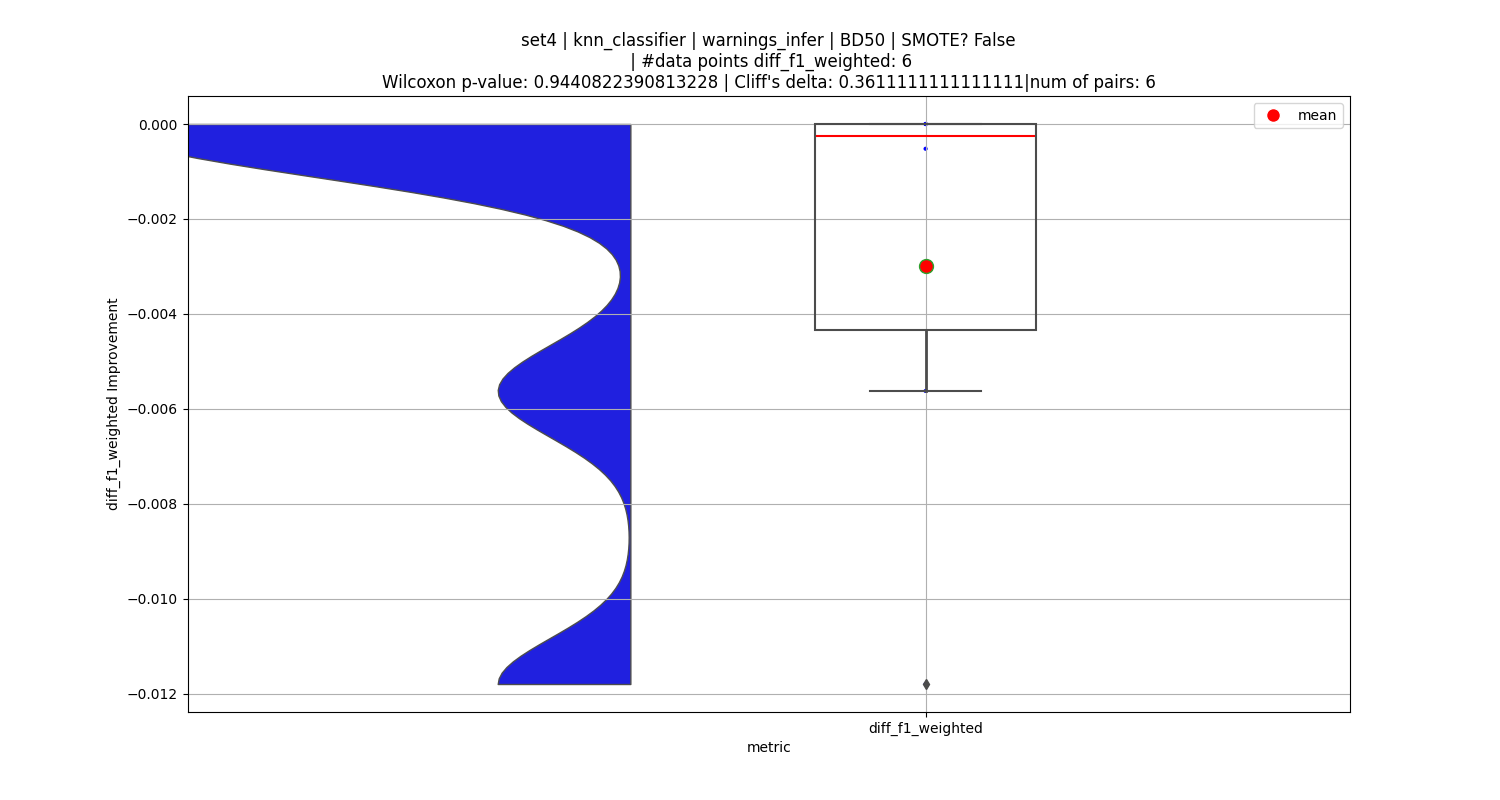 set4 | knn_classifier | warnings_infer | BD50 | SMOTE? False
| #data points diff_f1_weighted: 6
Wilcoxon p-value: 0.9440822390813228 | Cliff's delta: 0.3611111111111111|num of pairs: 6
mean
0.000
−0.002
−0.004
−0.006
−0.008
−0.010
−0.012
diff_f1_weighted Improvement
diff_f1_weighted
metric